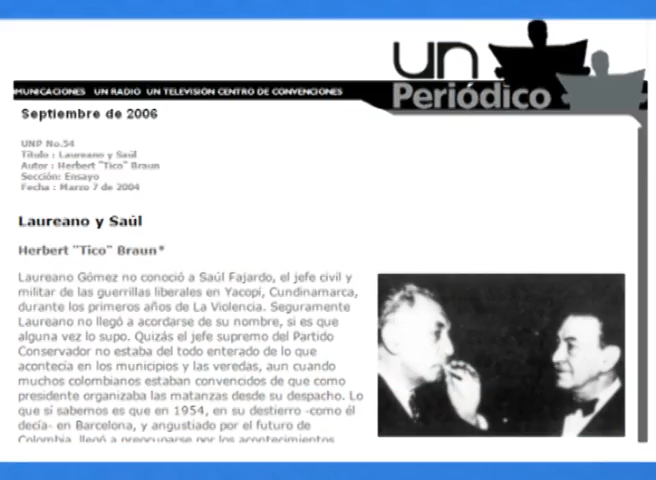 un
Periódico
MUNICACIONES UN RADIO UN TELEVISIÓN CENTRO DE CONVENCIONES
Septiembre de 2006
UNP No.54
Título : Laureano y Saúl
Autor : Herbert "Tico" Braun
Sección: Ensayo
Fecha : Marzo 7 de 2004
Laureano y Saúl
Herbert "Tico" Braun*
Laureano Gómez no conoció a Saúl Fajardo, el jefe civil y
militar de las guerrillas liberales en Yacopí, Cundinamarca,
durante los primeros años de La Violencia. Seguramente
Laureano no llegó a acordarse de su nombre, si es que
alguna vez lo supo. Quizás el jefe supremo del Partido
Conservador no estaba del todo enterado de lo que
acontecía en los municipios y las veredas, aun cuando
muchos colombianos estaban convencidos de que como
presidente organizaba las matanzas desde su despacho. Lo
que sí sabemos es que en 1954, en su destierro -como él
decía- en Barcelona, y angustiado por el futuro de
Colombia, llegó a preocuparse por los acontecimientos